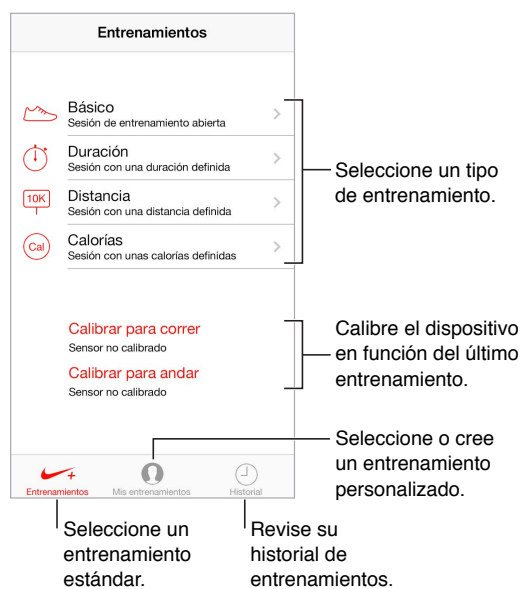 Entrenamientos
Básico
Sesión de entrenamiento abierta
Duración
Sesión con una duración definida
10K
Distancia
Sesión con una distancia definida
Cal
Calorías
Sesión con unas calorías definidas
Seleccione un tipo
de entrenamiento.
Calibrar para correr
Sensor no calibrado
Calibrar para andar
Sensor no calibrado
Calibre el dispositivo
en función del último
entrenamiento.
Seleccione o cree
un entrenamiento
personalizado.
Entrenamientos
Mis entrenamientos
Historial
Seleccione un
entrenamiento
estándar.
Revise su
historial de
entrenamientos.